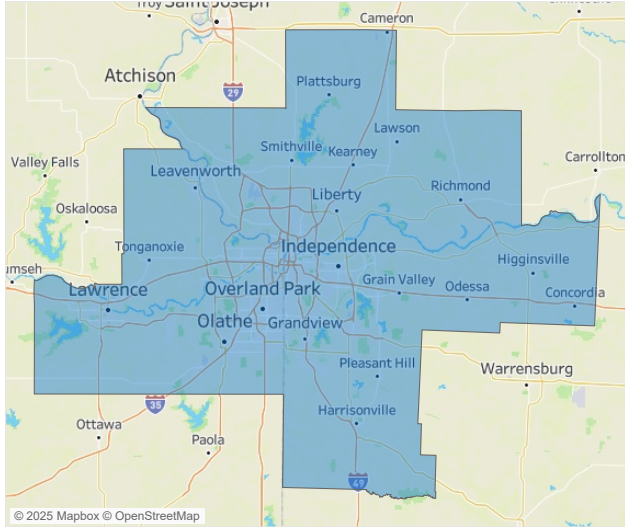 Saint Joseph
Troy
Cameron
Atchison
29
Plattsburg
Lawson
Smithville
Kearney
Valley Falls
Leavenworth
Carrollton
Richmond
Liberty
Oskaloosa
Tonganoxie
Independence
Higginsville
umseh
Lawrence
Overland Park
Grain Valley
Odessa
Concordia
Olathe
Grandview
Pleasant Hill
Warrensburg
35
Harrisonville
Ottawa
Paola
49
© 2025 Mapbox © OpenStreetMap